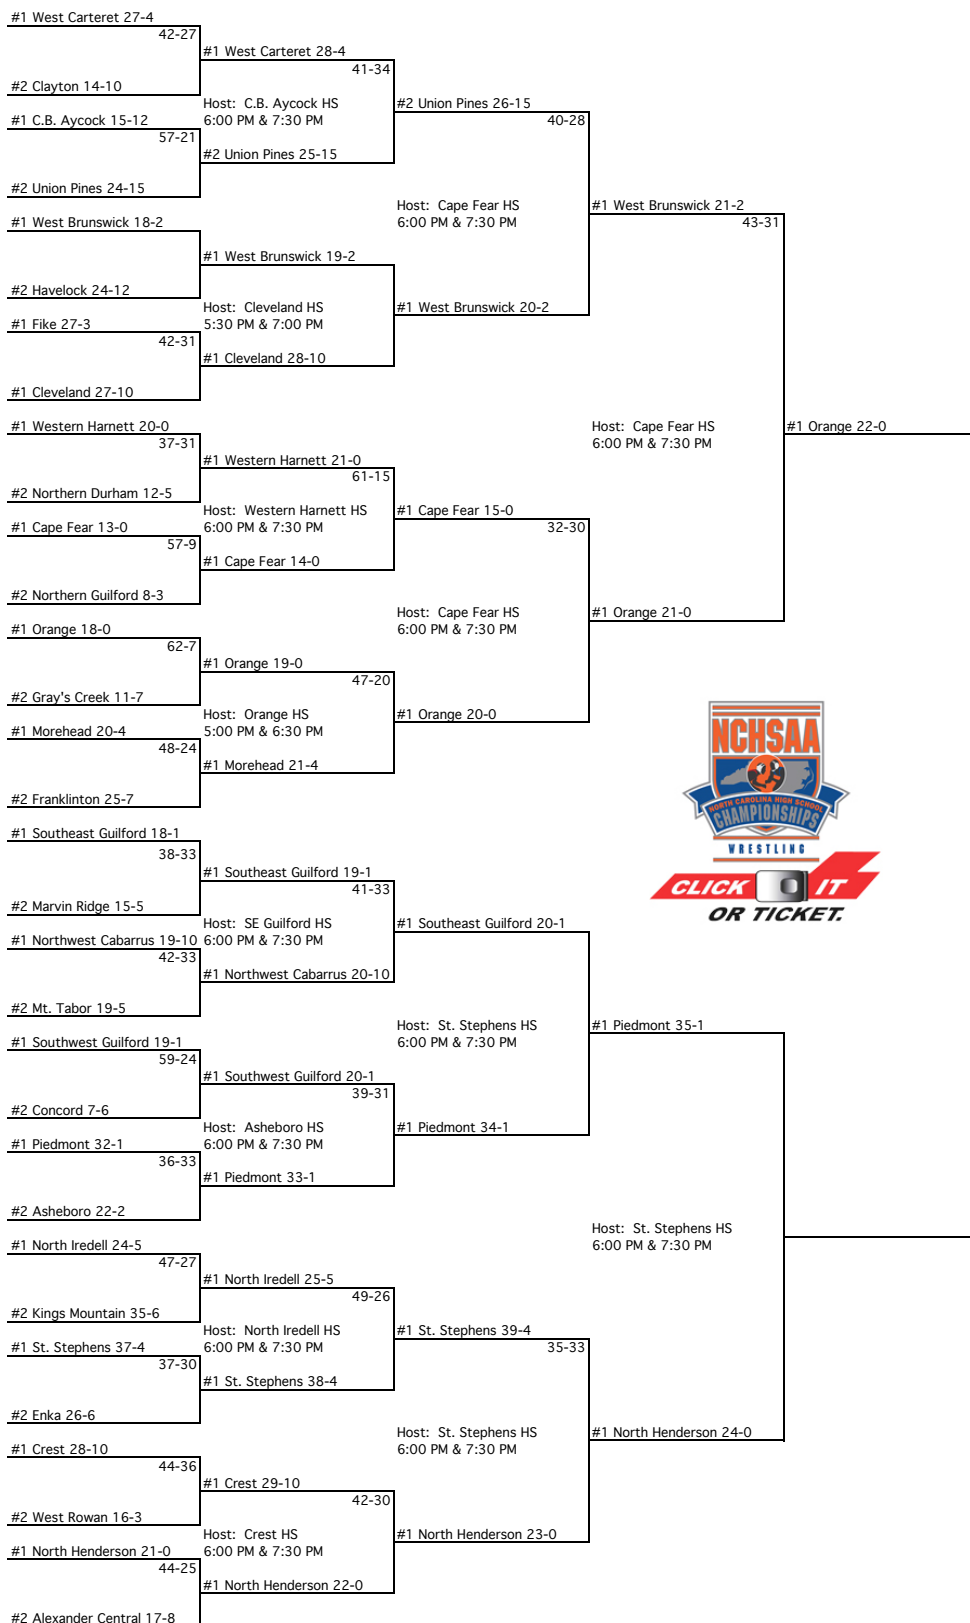 #1 West Carteret 27-4
42-27
#1 West Carteret 28-4
41-34
#2 Clayton 14-10
Host: C.B. Aycock HS
6:00 PM & 7:30 PM
#2 Union Pines 26-15
40-28
#1 C.B. Aycock 15-12
57-21
#2 Union Pines 25-15
#2 Union Pines 24-15
Host: Cape Fear HS
6:00 PM & 7:30 PM
#1 West Brunswick 21-2
43-31
#1 West Brunswick 18-2
#1 West Brunswick 19-2
#2 Havelock 24-12
Host: Cleveland HS
5:30 PM & 7:00 PM
#1 West Brunswick 20-2
#1 Fike 27-3
42-31
#1 Cleveland 28-10
#1 Cleveland 27-10
#1 Western Harnett 20-0
37-31
Host: Cape Fear HS
6:00 PM & 7:30 PM
#1 Orange 22-0
#1 Western Harnett 21-0
61-15
#2 Northern Durham 12-5
Host: Western Harnett HS
6:00 PM & 7:30 PM
#1 Cape Fear 15-0
32-30
#1 Cape Fear 13-0
57-9
#1 Cape Fear 14-0
#2 Northern Guilford 8-3
Host: Cape Fear HS
6:00 PM & 7:30 PM
#1 Orange 21-0
#1 Orange 18-0
62-7
#1 Orange 19-0
47-20
#2 Gray's Creek 11-7
Host: Orange HS
5:00 PM & 6:30 PM
#1 Orange 20-0
#1 Morehead 20-4
48-24
#1 Morehead 21-4
#2 Franklinton 25-7
NCHSAA
NORTH CAROLINA HIGH SCHOOL
CHAMPIONSHIPS
WRESTLING
CLICK IT
OR TICKET.
#1 Southeast Guilford 18-1
38-33
#1 Southeast Guilford 19-1
41-33
#2 Marvin Ridge 15-5
Host: SE Guilford HS
6:00 PM & 7:30 PM
#1 Southeast Guilford 20-1
#1 Northwest Cabarrus 19-10
42-33
#1 Northwest Cabarrus 20-10
#2 Mt. Tabor 19-5
Host: St. Stephens HS
6:00 PM & 7:30 PM
#1 Piedmont 35-1
#1 Southwest Guilford 19-1
59-24
#1 Southwest Guilford 20-1
39-31
#2 Concord 7-6
Host: Asheboro HS
6:00 PM & 7:30 PM
#1 Piedmont 34-1
#1 Piedmont 32-1
36-33
#1 Piedmont 33-1
#2 Asheboro 22-2
Host: St. Stephens HS
6:00 PM & 7:30 PM
#1 North Iredell 24-5
47-27
#1 North Iredell 25-5
49-26
#2 Kings Mountain 35-6
Host: North Iredell HS
6:00 PM & 7:30 PM
#1 St. Stephens 39-4
35-33
#1 St. Stephens 37-4
37-30
#1 St. Stephens 38-4
#2 Enka 26-6
Host: St. Stephens HS
6:00 PM & 7:30 PM
#1 North Henderson 24-0
#1 Crest 28-10
44-36
#1 Crest 29-10
42-30
#2 West Rowan 16-3
Host: Crest HS
6:00 PM & 7:30 PM
#1 North Henderson 23-0
#1 North Henderson 21-0
44-25
#1 North Henderson 22-0
#2 Alexander Central 17-8